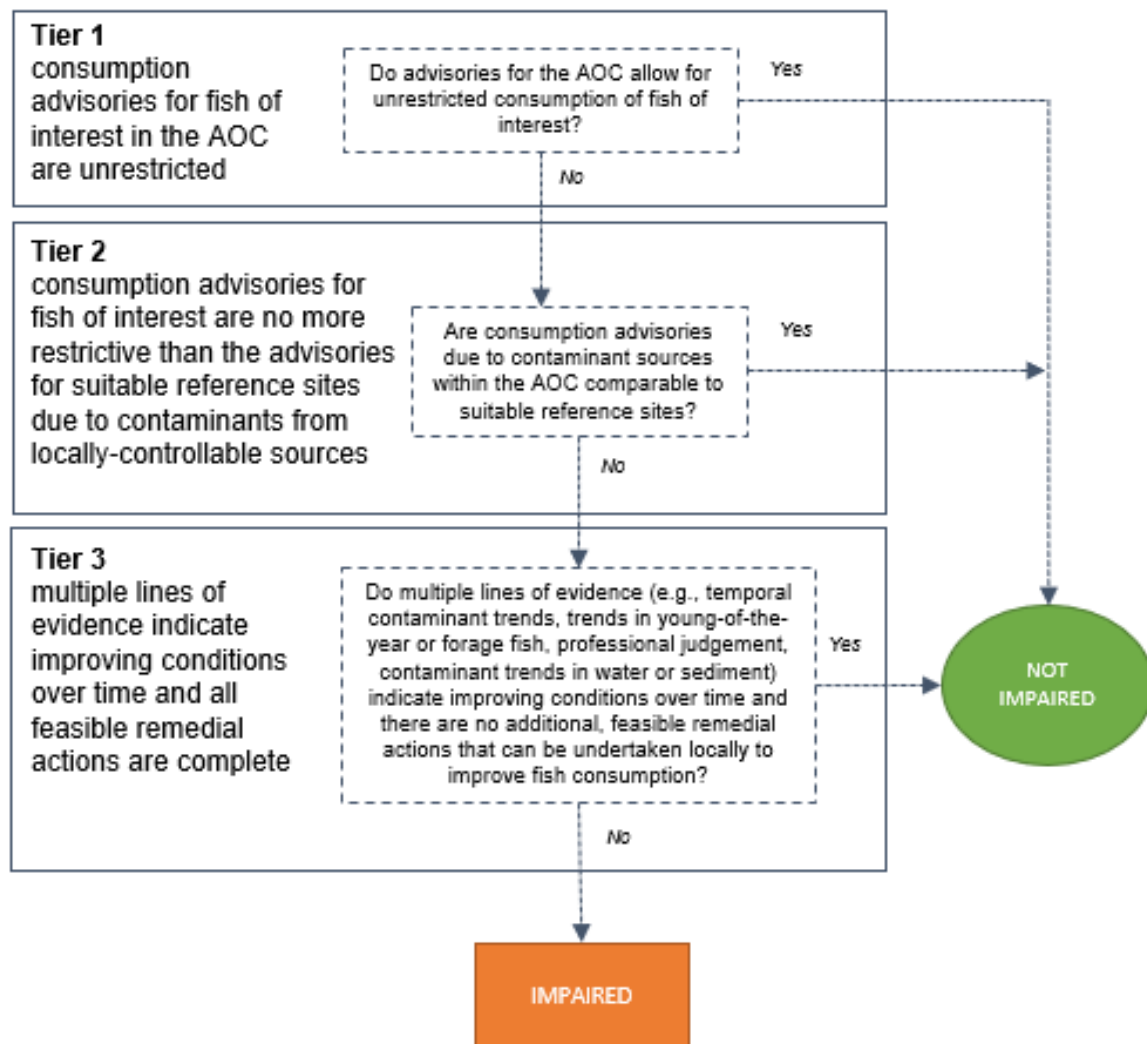 Tier 1
consumption
advisories for fish of
interest in the AOC
are unrestricted
Do advisories for the AOC allow for
unrestricted consumption of fish of
interest?
Yes
No
Tier 2
consumption advisories for
fish of interest are no more
restrictive than the advisories
for suitable reference sites
due to contaminants from
locally-controllable sources
Are consumption advisories
due to contaminant sources
within the AOC comparable to
suitable reference sites?
Yes
No
Tier 3
multiple lines of
evidence indicate
improving conditions
over time and all
feasible remedial
actions are complete
Do multiple lines of evidence (e.g., temporal
contaminant trends, trends in young-of-the-
year or forage fish, professional judgement,
contaminant trends in water or sediment)
indicate improving conditions over time and
there are no additional, feasible remedial
actions that can be undertaken locally to
improve fish consumption?
Yes
No
NOT
IMPAIRED
IMPAIRED